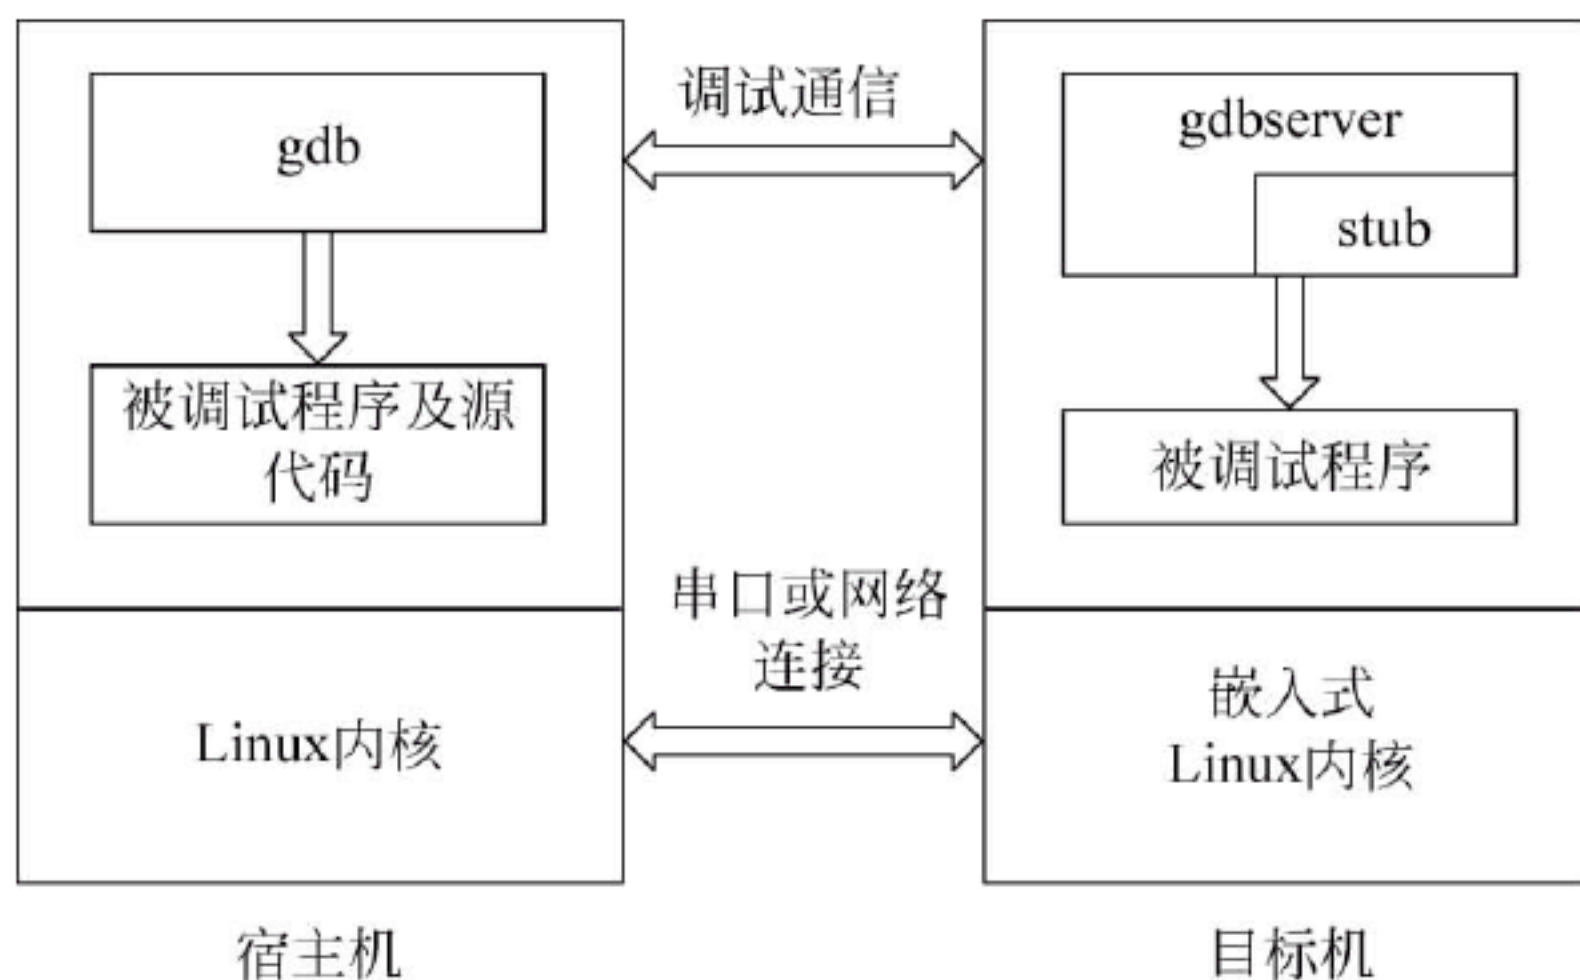 gdb
被调试程序及源
代码
Linux内核
宿主机
调试通信
串口或网络
连接
gdbserver
stub
被调试程序
嵌入式
Linux内核
目标机